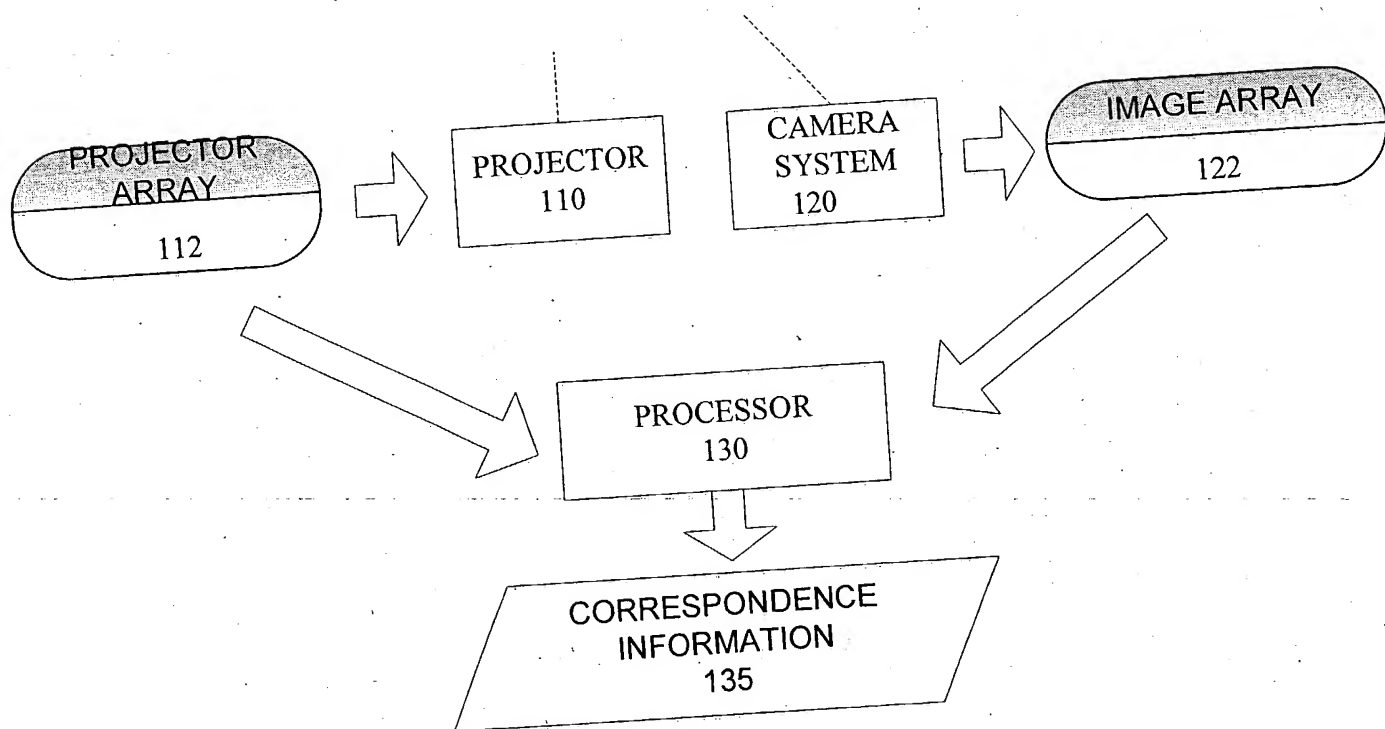 PROJECTOR
ARRAY
112
PROJECTOR
110
CAMERA
SYSTEM
120
IMAGE ARRAY
122
PROCESSOR
130
CORRESPONDENCE
INFORMATION
135